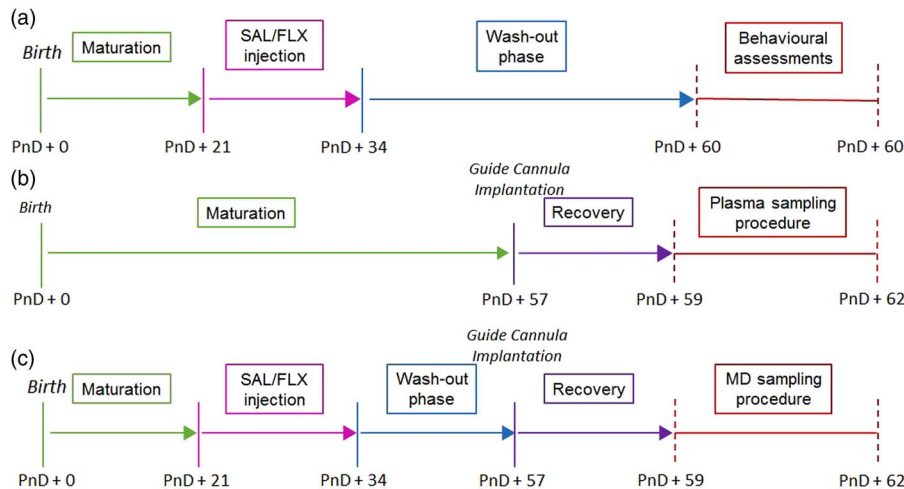 (a)
Birth
Maturation
SAL/FLX
injection
Wash-out
phase
Behavioural
assessments
PnD + 0
PnD + 21
PnD + 34
PnD + 60
PnD + 60
(b)
Birth
Maturation
Guide Cannula
Implantation
Recovery
Plasma sampling
procedure
PnD + 0
PnD + 57
PnD + 59
PnD + 62
(c)
Birth
Maturation
SAL/FLX
injection
Wash-out
phase
Guide Cannula
Implantation
Recovery
MD sampling
procedure
PnD + 0
PnD + 21
PnD + 34
PnD + 57
PnD + 59
PnD + 62